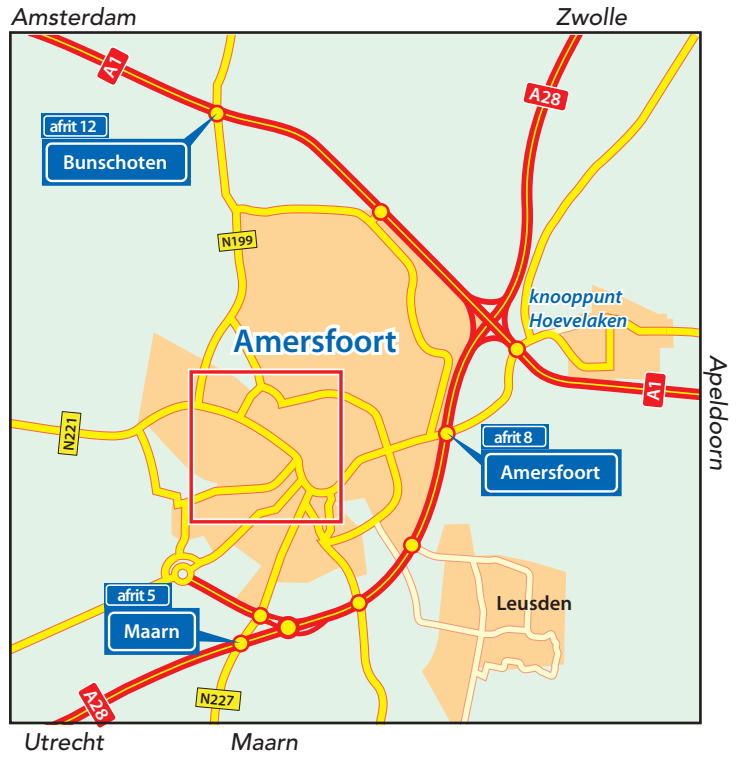 Amsterdam
Zwolle
A1
A28
afrit 12
Bunschoten
N199
knooppunt
Hoevelaken
Amersfoort
Apeldoorn
A1
N221
afrit 8
Amersfoort
afrit 5
Maarn
Leusden
N227
A28
Utrecht
Maarn